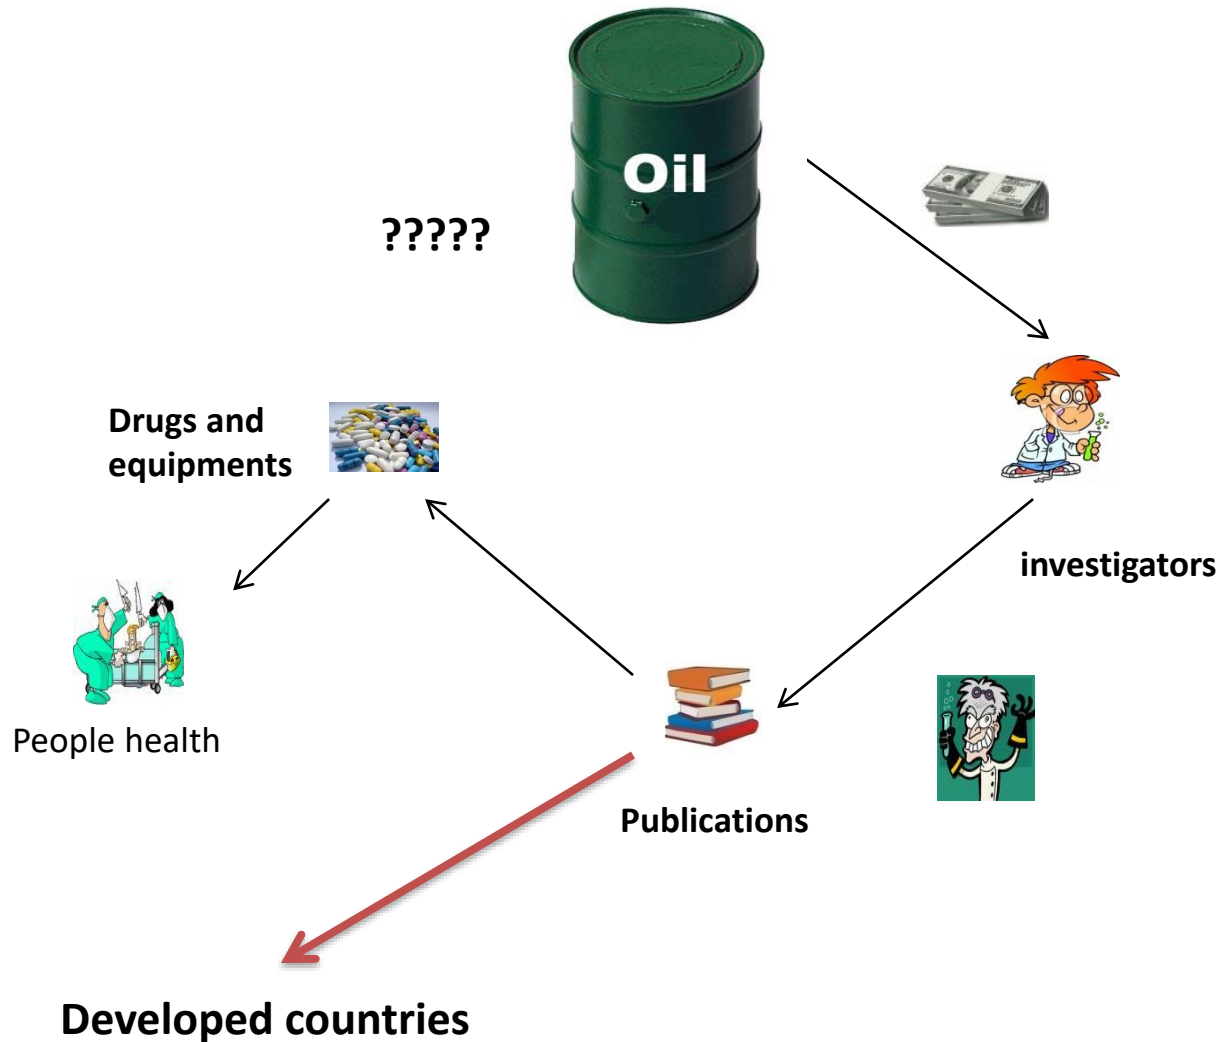 Oil
?????
Drugs and
equipments
investigators
People health
Publications
Developed countries